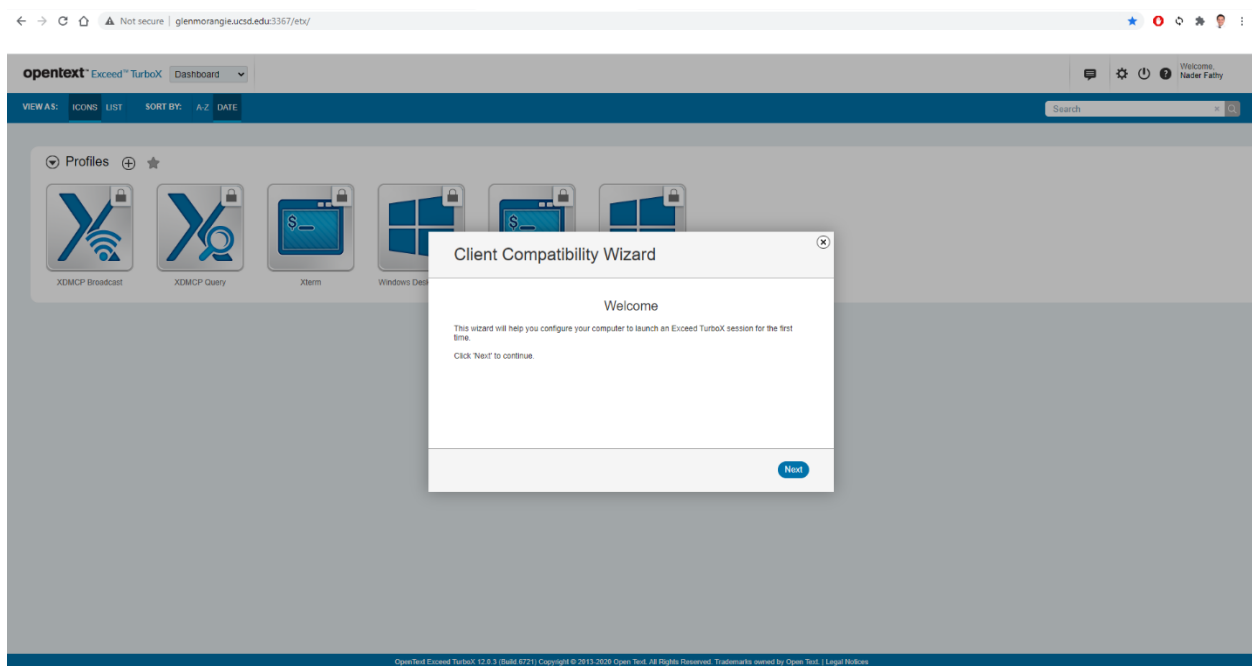 Not secure | glenmorangie.ucsd.edu:3367/etx/
opentext™ Exceed™ TurboX Dashboard
Welcome,
Nader Fathy
VIEW AS: ICONS LIST SORT BY: A-Z DATE
Search
Profiles
$_
$_
XDMCP Broadcast XDMCP Query Xterm Windows Desk
Client Compatibility Wizard
Welcome
This wizard will help you configure your computer to launch an Exceed TurboX session for the first
time.
Click 'Next' to continue.
Next
OpenText Exceed TurboX 12.0.3 (Build 6721) Copyright © 2013-2020 Open Text. All Rights Reserved. Trademarks owned by Open Text. | Legal Notices